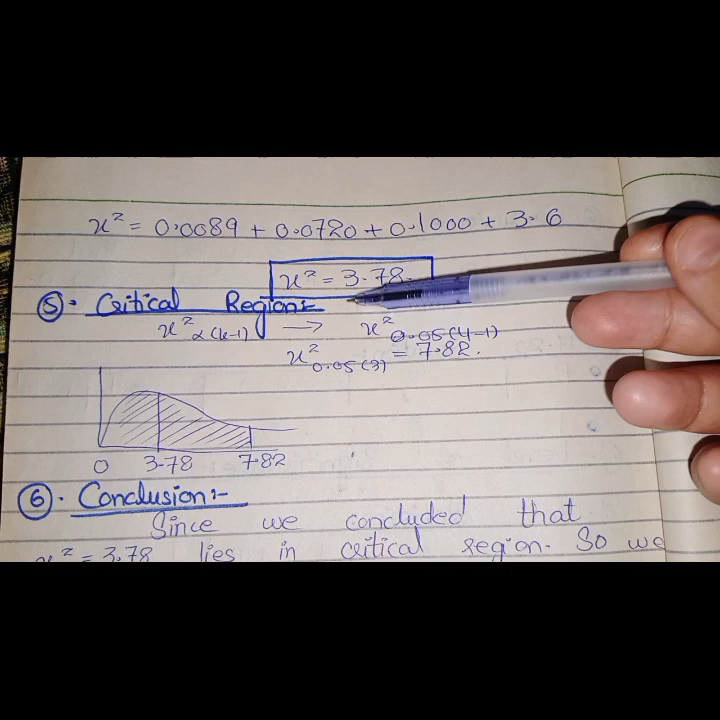 x² = 0.0089 + 0.0720 + 0.1000 + 3.6
x² = 3.78.
⑤. Critical Region:-
x²α(k-1) → x²0.05(4-1)
x²0.05(3) = 7.82.
0 3.78 7.82
⑥. Conclusion:-
Since we concluded that
x² = 3.78 lies in critical region. So we